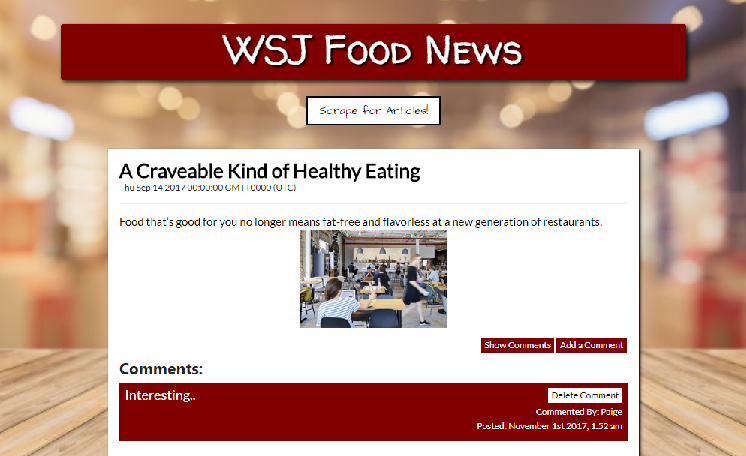 WSJ Food News
Scrape for Articles!
A Craveable Kind of Healthy Eating
Thu Sep 14 2017 00:00:00 GMT+0000 (UTC)
Food that's good for you no longer means fat-free and flavorless at a new generation of restaurants.
Show Comments Add a Comment
Comments:
Interesting..
Delete Comment
Commented By: Paige
Posted: November 1st 2017, 1:52 am